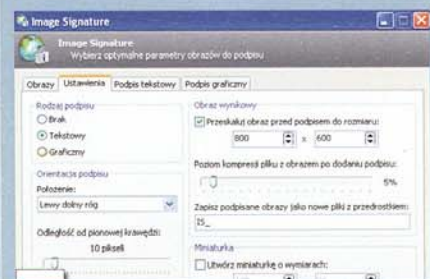 Image Signature
Image Signature
Wybierz optymalne parametry obrazów do podpisu
Obrazy Ustawienia Podpis tekstowy Podpis graficzny
Rodzaj podpisu
Brak
Tekstowy
Graficzny
Orientacja podpisu
Położenie:
Lewy dolny róg
Odległość od pionowej krawędzi:
10 pikseli
Obraz wynikowy
Przeskaluj obraz przed podpisem do rozmiaru:
800 x 600
Poziom kompresji pliku z obrazem po dodaniu podpisu:
5%
Zapisz podpisane obrazy jako nowe pliki z przedrostkiem:
IS_
Miniaturka
Utwórz miniaturkę o wymiarach: